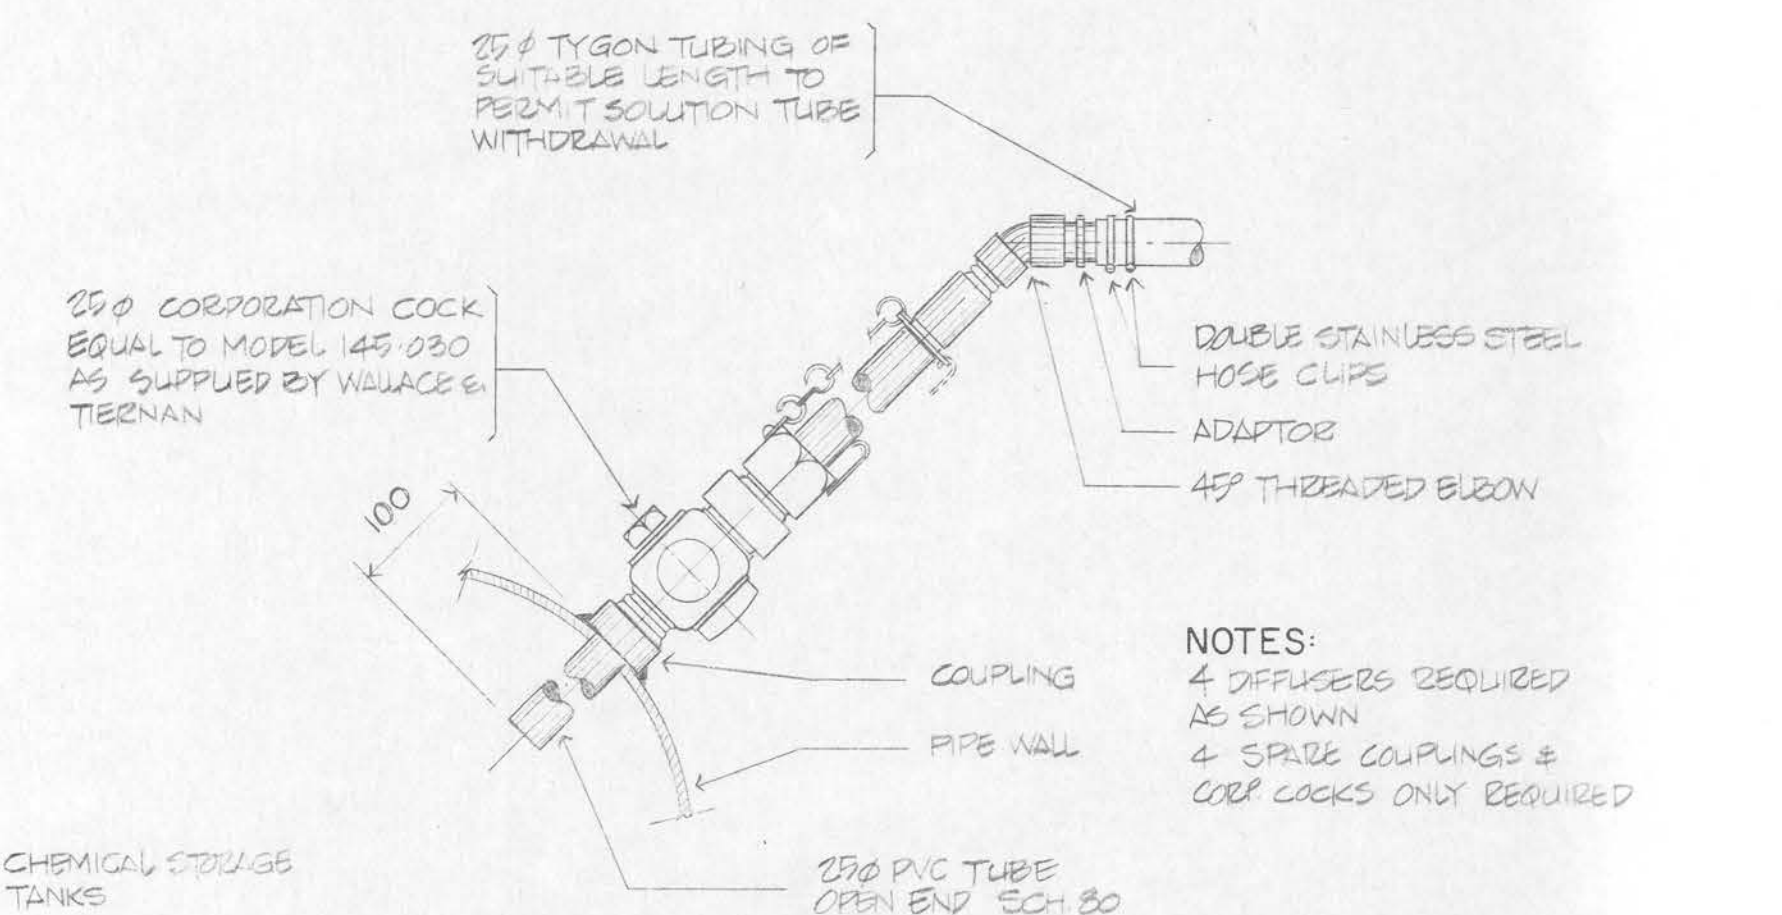 25 φ TYGON TUBING OF
SUITABLE LENGTH TO
PERMIT SOLUTION TUBE
WITHDRAWAL
25 φ CORPORATION COCK
EQUAL TO MODEL 145·030
AS SUPPLIED BY WALLACE &
TIERNAN
DOUBLE STAINLESS STEEL
HOSE CLIPS
ADAPTOR
45° THREADED ELBOW
100
COUPLING
PIPE WALL
NOTES:
4 DIFFUSERS REQUIRED
AS SHOWN
4 SPARE COUPLINGS &
CORP. COCKS ONLY REQUIRED
CHEMICAL STORAGE
TANKS
25φ PVC TUBE
OPEN END SCH. 80